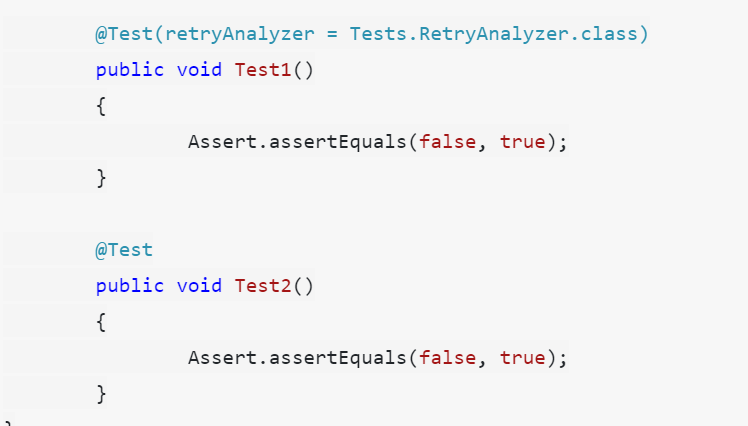 @Test(retryAnalyzer = Tests.RetryAnalyzer.class)
public void Test1()
{
Assert.assertEquals(false, true);
}
@Test
public void Test2()
{
Assert.assertEquals(false, true);
}